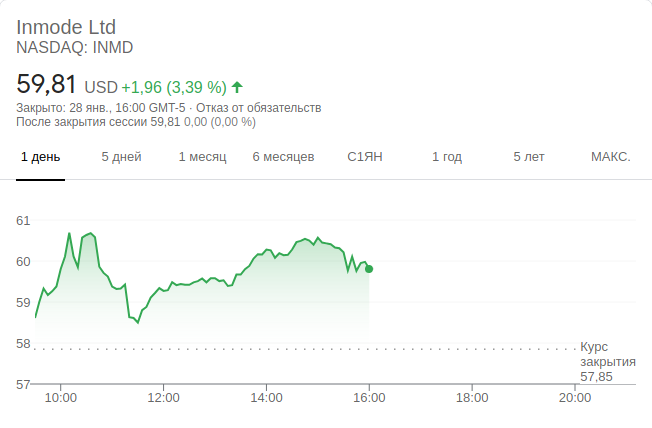 Inmode Ltd
NASDAQ: INMD
59,81 USD +1,96 (3,39 %)
Закрыто: 28 янв., 16:00 GMT-5 · Отказ от обязательств
После закрытия сессии 59,81 0,00 (0,00 %)
1 день 5 дней 1 месяц 6 месяцев С1ЯН 1 год 5 лет МАКС.
61
60
59
58
Курс
закрытия
57,85
57
10:00 12:00 14:00 16:00 18:00 20:00